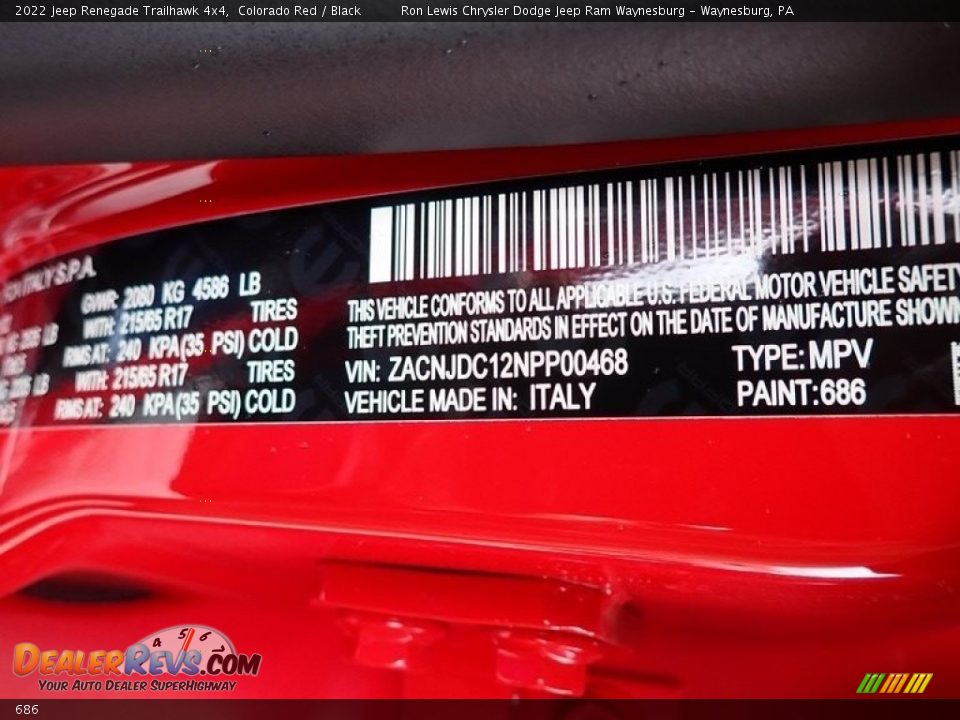 2022 Jeep Renegade Trailhawk 4x4, Colorado Red / Black Ron Lewis Chrysler Dodge Jeep Ram Waynesburg - Waynesburg, PA
ITALY S.P.A.
GVWR: 2080 KG 4586 LB
WITH: 215/65 R17 TIRES
RIMS AT: 240 KPA(35 PSI) COLD
WITH: 215/65 R17 TIRES
RIMS AT: 240 KPA(35 PSI) COLD
THIS VEHICLE CONFORMS TO ALL APPLICABLE U.S. FEDERAL MOTOR VEHICLE SAFETY
THEFT PREVENTION STANDARDS IN EFFECT ON THE DATE OF MANUFACTURE SHOWN
VIN: ZACNJDC12NPP00468 TYPE: MPV
VEHICLE MADE IN: ITALY PAINT:686
4 5 6
DEALERREVS.COM
YOUR AUTO DEALER SUPERHIGHWAY
686